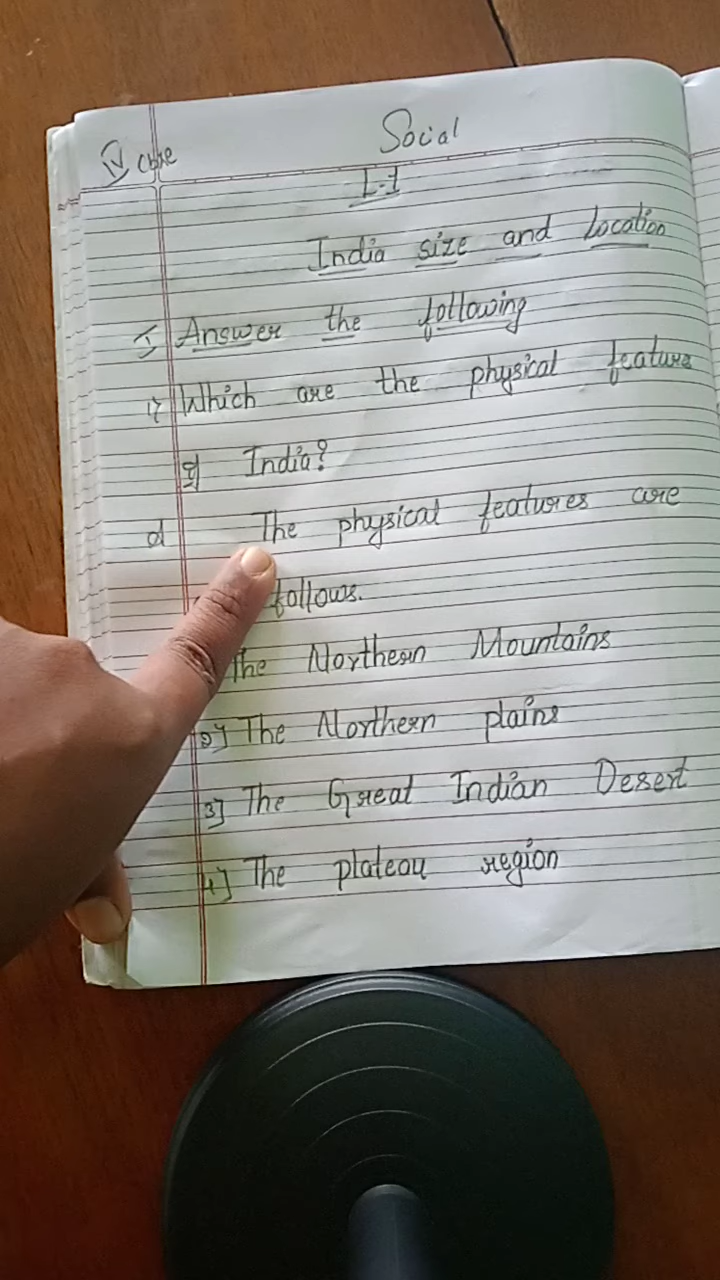 Social
IV CBSE
L-1
India size and Location
I Answer the following
1) Which are the physical feature
of India?
d The physical features are
follows.
The Northern Mountains
2] The Northern plains
3] The Great Indian Desert
4] The plateau region